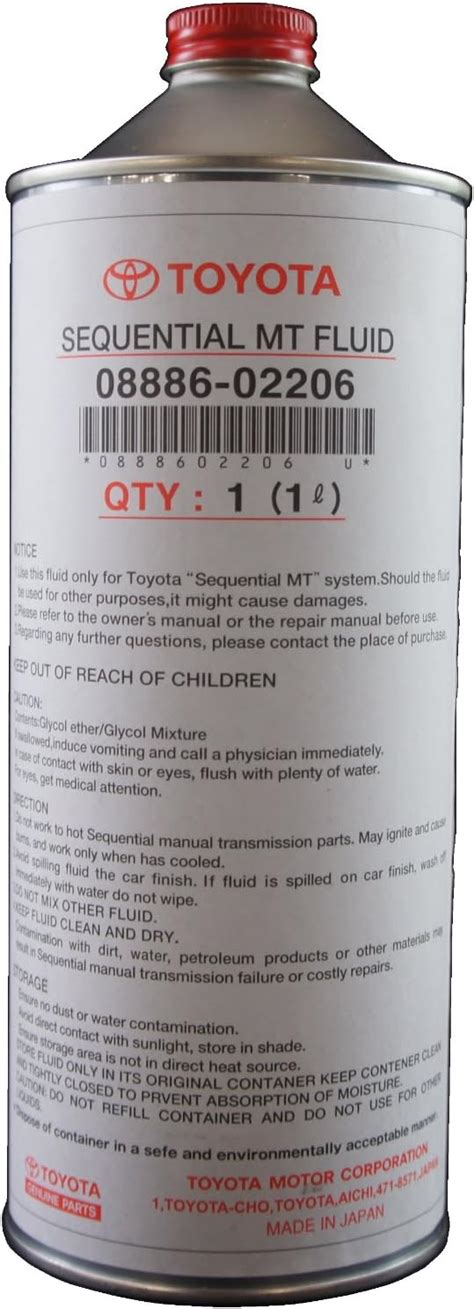 TOYOTA
SEQUENTIAL MT FLUID
08886-02206
*0888602206 U*
QTY : 1 (1ℓ)
NOTICE
1.Use this fluid only for Toyota “Sequential MT” system.Should the fluid
be used for other purposes,it might cause damages.
2.Please refer to the owner's manual or the repair manual before use.
3.Regarding any further questions, please contact the place of purchase.
KEEP OUT OF REACH OF CHILDREN
CAUTION:
Contents:Glycol ether/Glycol Mixture
If swallowed,induce vomiting and call a physician immediately.
In case of contact with skin or eyes, flush with plenty of water.
For eyes, get medical attention.
DIRECTION
Do not work to hot Sequential manual transmission parts. May ignite and cause
burns, and work only when has cooled.
Avoid spilling fluid the car finish. If fluid is spilled on car finish, wash off
immediately with water do not wipe.
DO NOT MIX OTHER FLUID.
KEEP FLUID CLEAN AND DRY.
Contamination with dirt, water, petroleum products or other materials may
result in Sequential manual transmission failure or costly repairs.
STORAGE
Ensure no dust or water contamination.
Avoid direct contact with sunlight, store in shade.
Ensure storage area is not in direct heat source.
STORE FLUID ONLY IN ITS ORIGINAL CONTANER KEEP CONTENER CLEAN
AND TIGHTLY CLOSED TO PRVENT ABSORPTION OF MOISTURE.
CAUTION: DO NOT REFILL CONTAINER AND DO NOT USE FOR OTHER
LIQUIDS.
Dispose of container in a safe and environmentally acceptable manner.
TOYOTA
GENUINE PARTS
TOYOTA MOTOR CORPORATION
1,TOYOTA-CHO,TOYOTA,AICHI,471-8571,JAPAN
MADE IN JAPAN